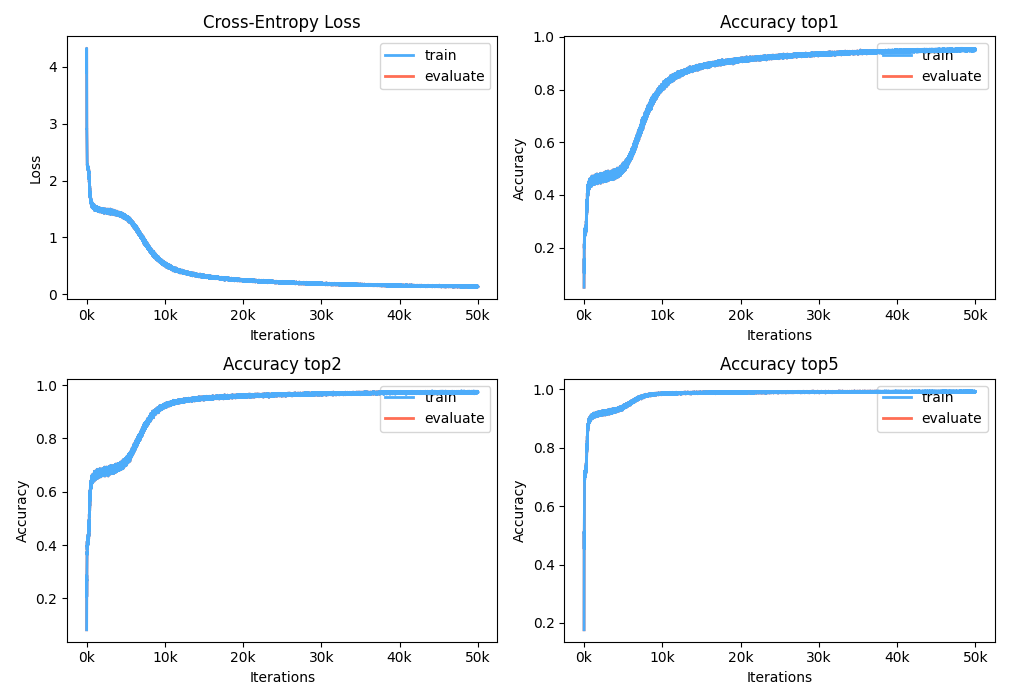 Cross-Entropy Loss
Loss
4
3
2
1
0
0k 10k 20k 30k 40k 50k
Iterations
train
evaluate
Accuracy top1
Accuracy
1.0
0.8
0.6
0.4
0.2
0k 10k 20k 30k 40k 50k
Iterations
train
evaluate
Accuracy top2
Accuracy
1.0
0.8
0.6
0.4
0.2
0k 10k 20k 30k 40k 50k
Iterations
train
evaluate
Accuracy top5
Accuracy
1.0
0.8
0.6
0.4
0.2
0k 10k 20k 30k 40k 50k
Iterations
train
evaluate